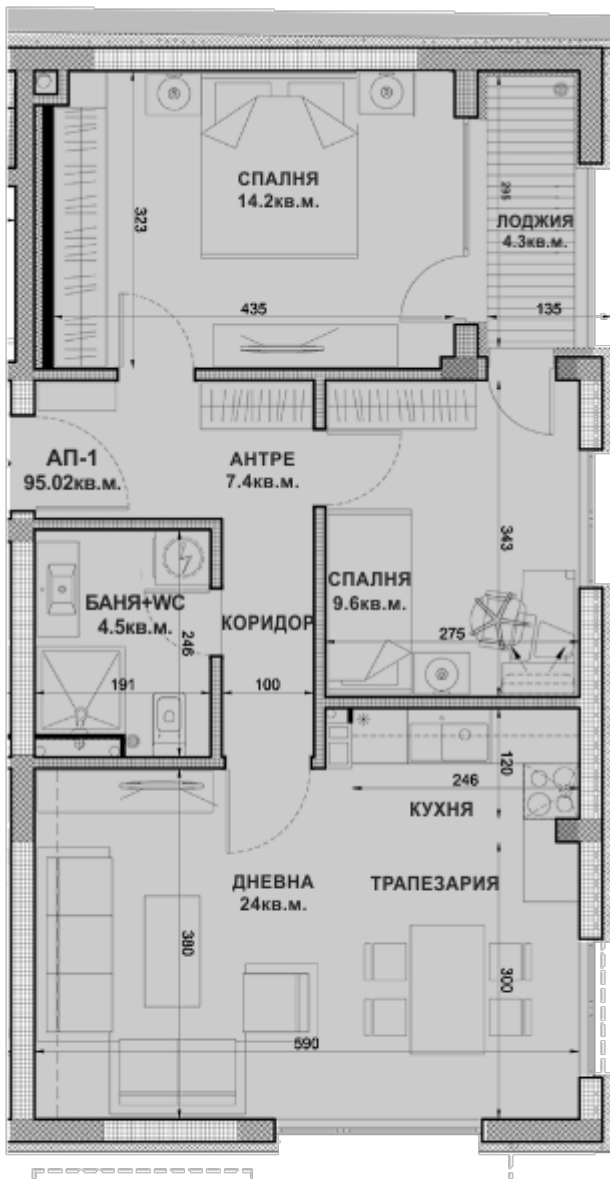 СПАЛНЯ
14.2кв.м.
323
435
295
ЛОДЖИЯ
4.3кв.м.
135
АП-1
95.02кв.м.
АНТРЕ
7.4кв.м.
343
СПАЛНЯ
9.6кв.м.
275
БАНЯ+WC
4.5кв.м.
246
КОРИДОР
191
100
120
246
КУХНЯ
ДНЕВНА
24кв.м.
ТРАПЕЗАРИЯ
380
300
590